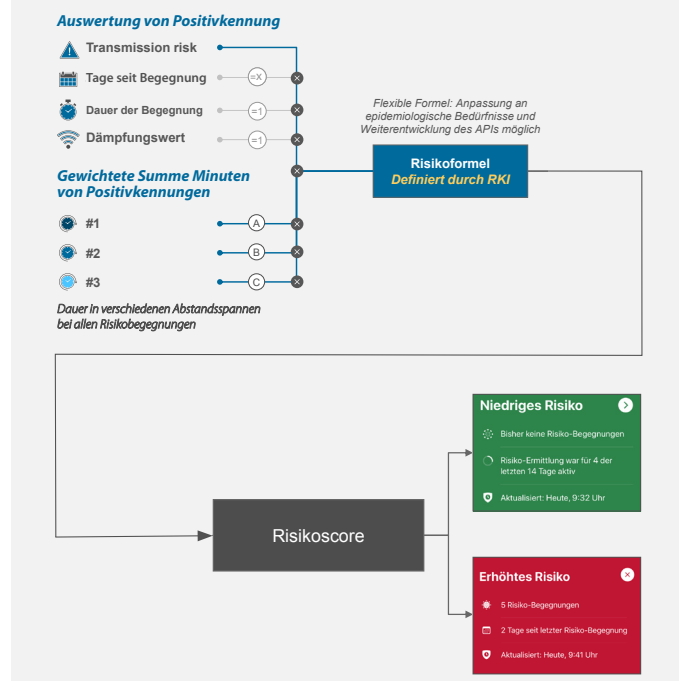 Auswertung von Positivkennung
Transmission risk
Tage seit Begegnung
=X
Dauer der Begegnung
=1
Dämpfungswert
=1
Flexible Formel: Anpassung an
epidemiologische Bedürfnisse und
Weiterentwicklung des APIs möglich
Risikoformel
Definiert durch RKI
Gewichtete Summe Minuten
von Positivkennungen
#1
A
#2
B
#3
C
Dauer in verschiedenen Abstandsspannen
bei allen Risikobegegnungen
Niedriges Risiko
Bisher keine Risiko-Begegnungen
Risiko-Ermittlung war für 4 der
letzten 14 Tage aktiv
Aktualisiert: Heute, 9:32 Uhr
Risikoscore
Erhöhtes Risiko
5 Risiko-Begegnungen
2 Tage seit letzter Risiko-Begegnung
Aktualisiert: Heute, 9:41 Uhr